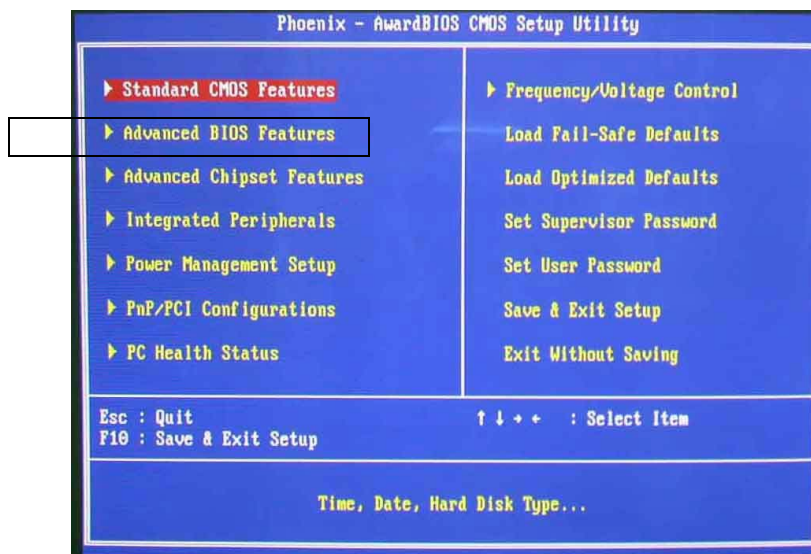 Phoenix - AwardBIOS CMOS Setup Utility
Standard CMOS Features
Advanced BIOS Features
Advanced Chipset Features
Integrated Peripherals
Power Management Setup
PnP/PCI Configurations
PC Health Status
Frequency/Voltage Control
Load Fail-Safe Defaults
Load Optimized Defaults
Set Supervisor Password
Set User Password
Save & Exit Setup
Exit Without Saving
Esc : Quit
F10 : Save & Exit Setup
↑ ↓ → ← : Select Item
Time, Date, Hard Disk Type...